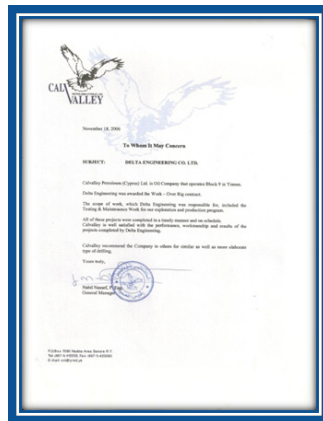 CALVALLEY
November 18, 2006
To Whom It May Concern
SUBJECT: DELTA ENGINEERING CO. LTD.
Calvalley Petroleum (Cyprus) Ltd. is Oil Company that operates Block 9 in Yemen.
Delta Engineering was awarded the Work – Over Rig contract.
The scope of work, which Delta Engineering was responsible for, included the
Testing & Maintenance Work for our exploration and production program.
All of these projects were completed in a timely manner and on schedule.
Calvalley is well satisfied with the performance, workmanship and results of the
projects completed by Delta Engineering.
Calvalley recommend the Company to others for similar as well as more elaborate
type of drilling.
Yours truly,
Nabil Nassef, P. Eng.
General Manager